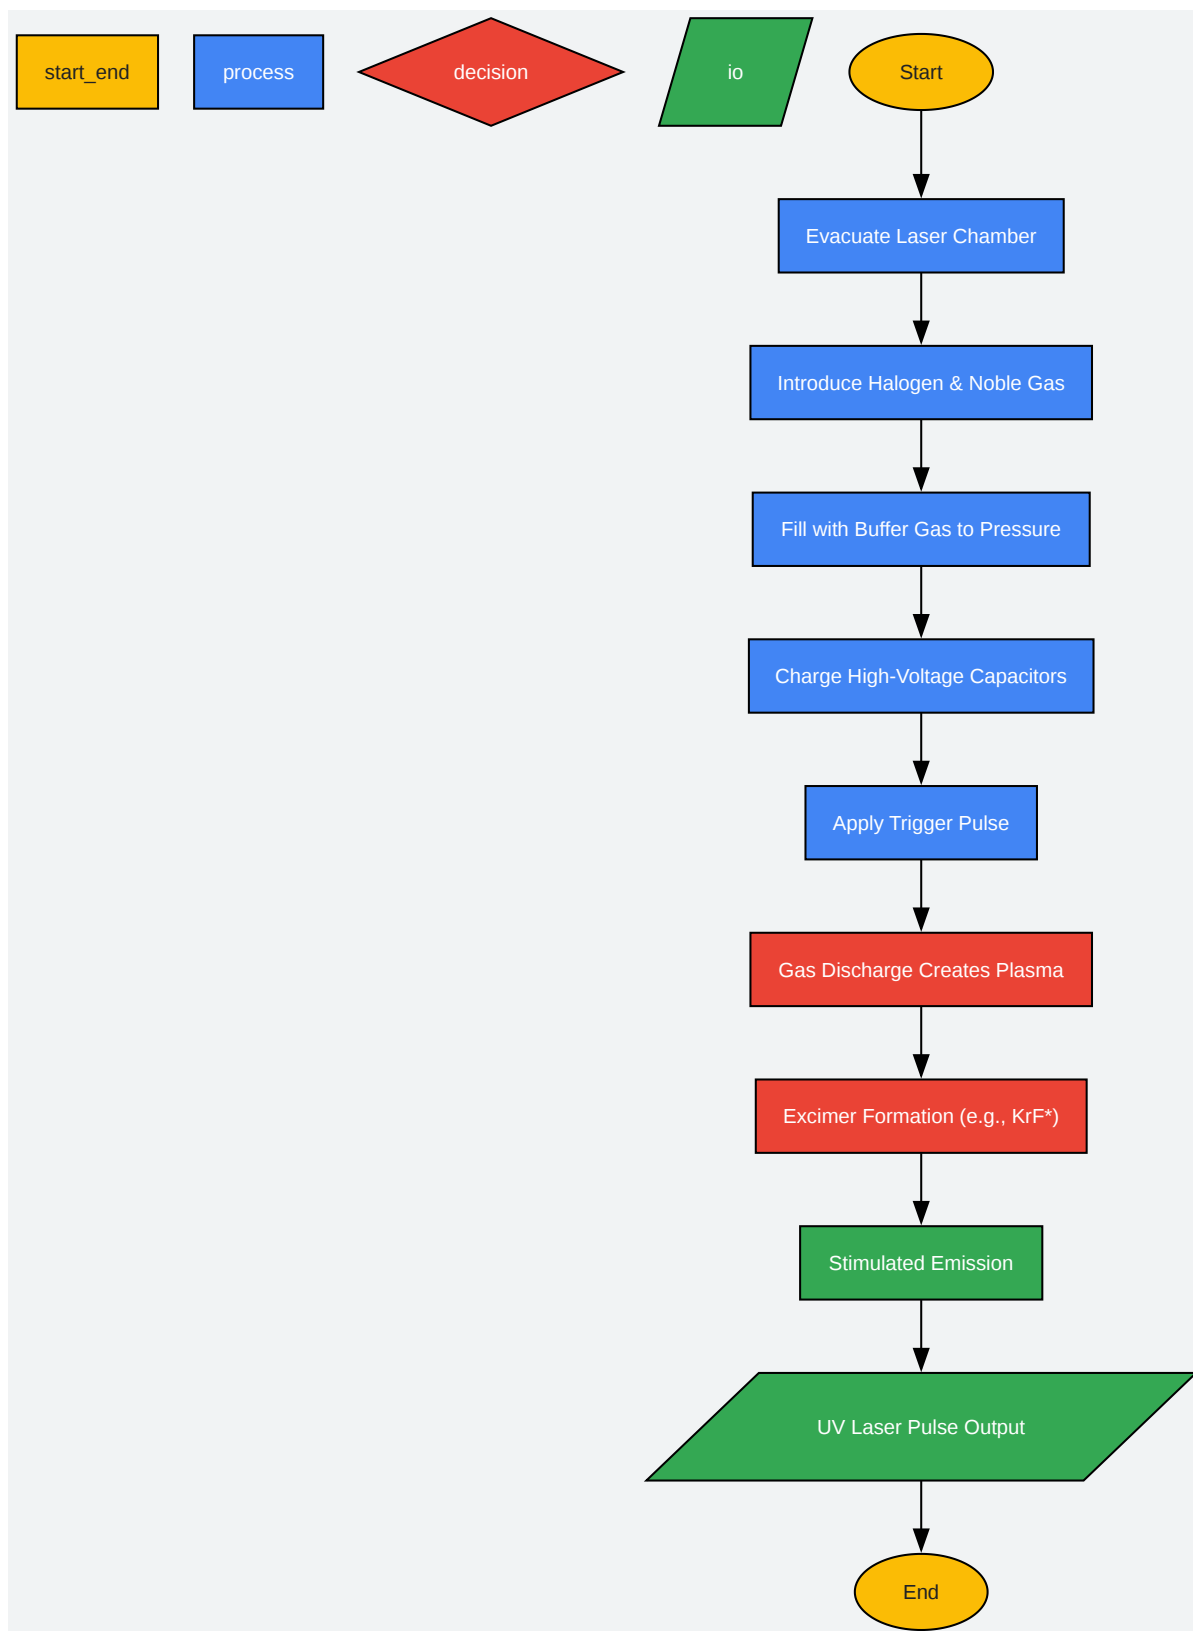 start_end
process
decision
io
Start
Evacuate Laser Chamber
Introduce Halogen & Noble Gas
Fill with Buffer Gas to Pressure
Charge High-Voltage Capacitors
Apply Trigger Pulse
Gas Discharge Creates Plasma
Excimer Formation (e.g., KrF*)
Stimulated Emission
UV Laser Pulse Output
End